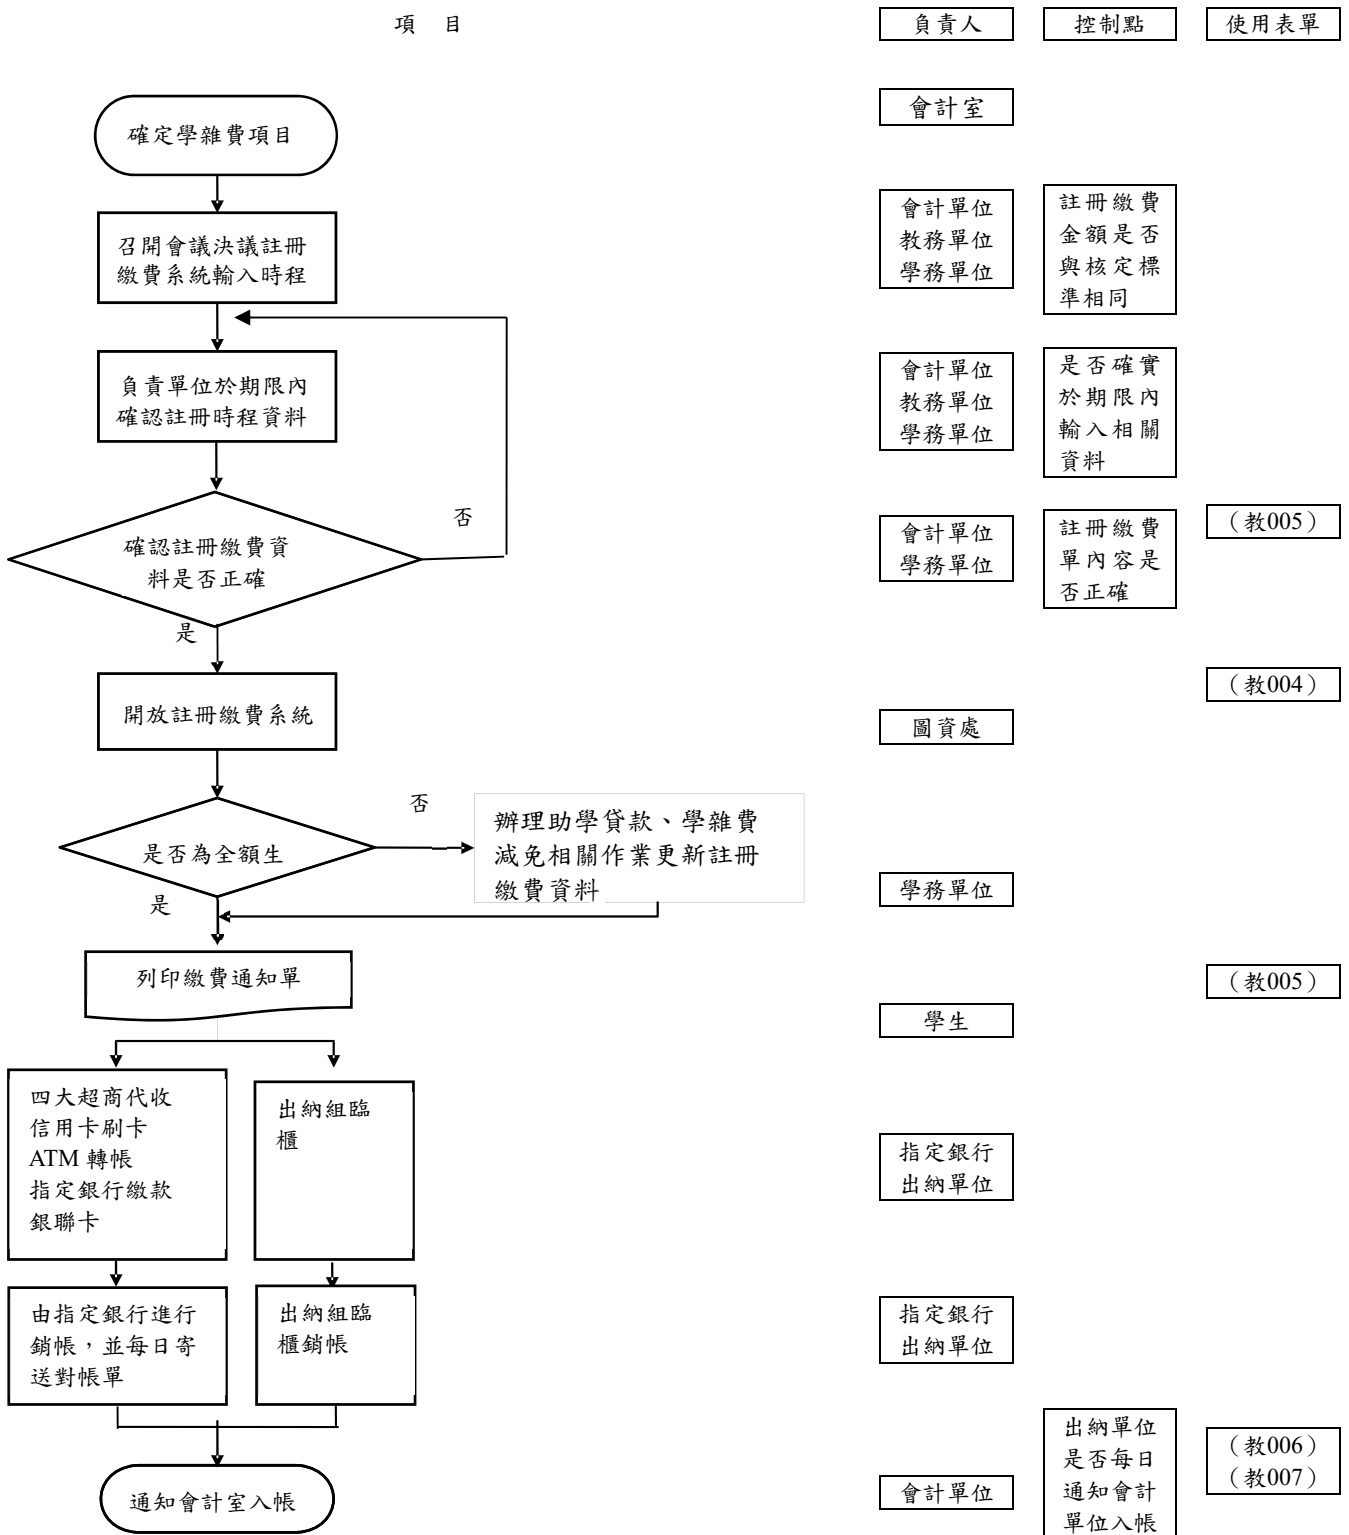 項 目
負責人
控制點
使用表單
會計室
確定學雜費項目
召開會議決議註冊
繳費系統輸入時程
會計單位
教務單位
學務單位
註冊繳費
金額是否
與核定標
準相同
負責單位於期限內
確認註冊時程資料
會計單位
教務單位
學務單位
是否確實
於期限內
輸入相關
資料
否
確認註冊繳費資
料是否正確
是
會計單位
學務單位
註冊繳費
單內容是
否正確
（教005）
開放註冊繳費系統
圖資處
（教004）
是否為全額生
否
是
辦理助學貸款、學雜費
減免相關作業更新註冊
繳費資料
學務單位
列印繳費通知單
學生
（教005）
四大超商代收
信用卡刷卡
ATM 轉帳
指定銀行繳款
銀聯卡
出納組臨
櫃
指定銀行
出納單位
由指定銀行進行
銷帳，並每日寄
送對帳單
出納組臨
櫃銷帳
指定銀行
出納單位
通知會計室入帳
會計單位
出納單位
是否每日
通知會計
單位入帳
（教006）
（教007）